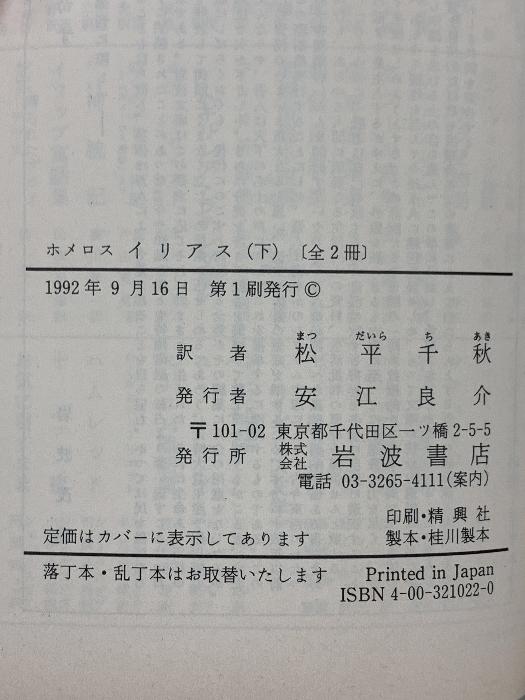 ホメロス イリアス(下)〔全2冊〕
1992年9月16日 第1刷発行©
まつ だいら ち あき
訳者 松平千秋
発行者 安江良介
〒101-02 東京都千代田区一ツ橋2-5-5
発行所 株式会社 岩波書店
電話 03-3265-4111(案内)
印刷・精興社
定価はカバーに表示してあります 製本・桂川製本
落丁本・乱丁本はお取替いたします Printed in Japan
ISBN 4-00-321022-0